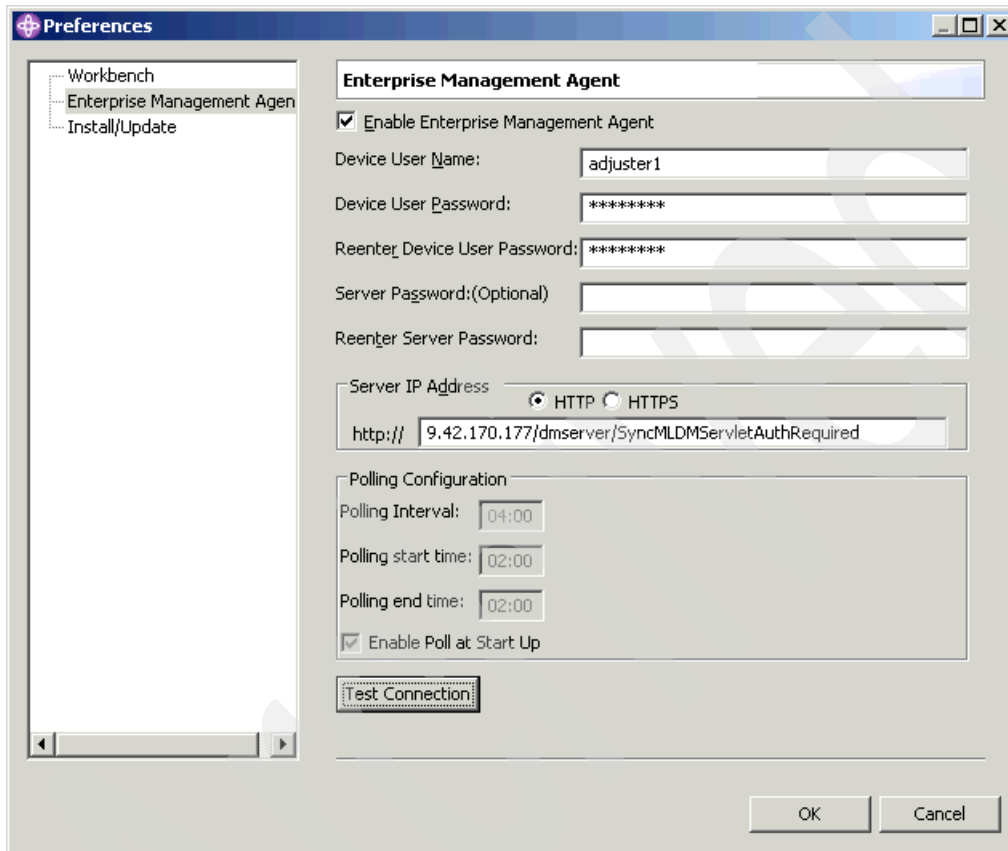 Preferences
Workbench
Enterprise Management Agen
Install/Update
Enterprise Management Agent
Enable Enterprise Management Agent
Device User Name: adjuster1
Device User Password: ********
Reenter Device User Password: ********
Server Password:(Optional)
Reenter Server Password:
Server IP Address
HTTP HTTPS
http:// 9.42.170.177/dmserver/SyncMLDMServletAuthRequired
Polling Configuration
Polling Interval: 04:00
Polling start time: 02:00
Polling end time: 02:00
Enable Poll at Start Up
Test Connection
OK Cancel